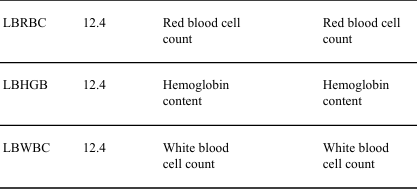 LBRBC 12.4 Red blood cell Red blood cell
count count
LBHGB 12.4 Hemoglobin Hemoglobin
content content
LBWBC 12.4 White blood White blood
cell count cell count